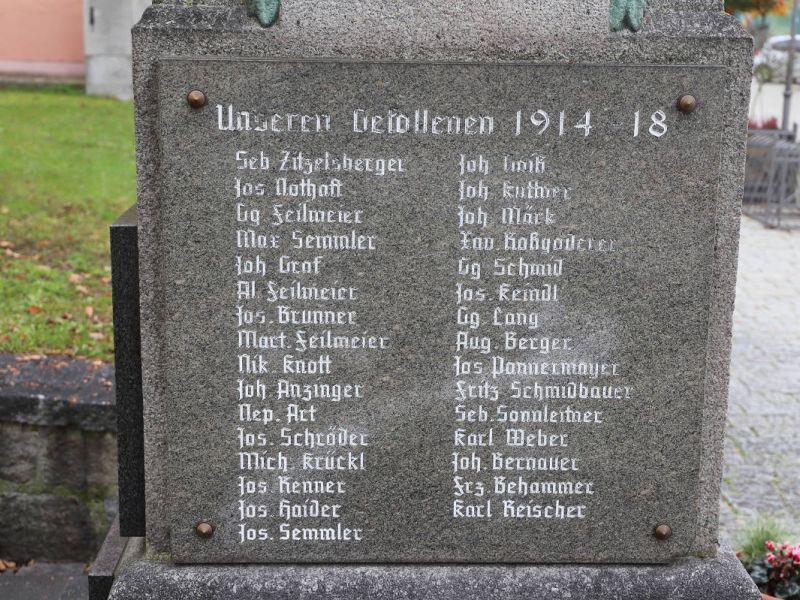 Unseren Gefallenen 1914 - 18
Seb Zitzelsberger
Jos Nothaft
Gg Feilmeier
Max Semmler
Joh Graf
Al Feilmeier
Jos. Brunner
Mart. Feilmeier
Nik Knott
Joh Anzinger
Nep. Art
Jos. Schröder
Mich. Krückl
Jos. Renner
Jos. Haider
Jos. Semmler
Joh
Joh Kuttner
Joh Märk
Xav. Roßgoderer
Gg Schmid
Jos. Keindl
Gg. Lang
Aug. Berger
Jos Pannermayer
Fritz Schmidbauer
Seb. Sonnleitner
Karl Weber
Joh. Bernauer
Frz. Behammer
Karl Reischer